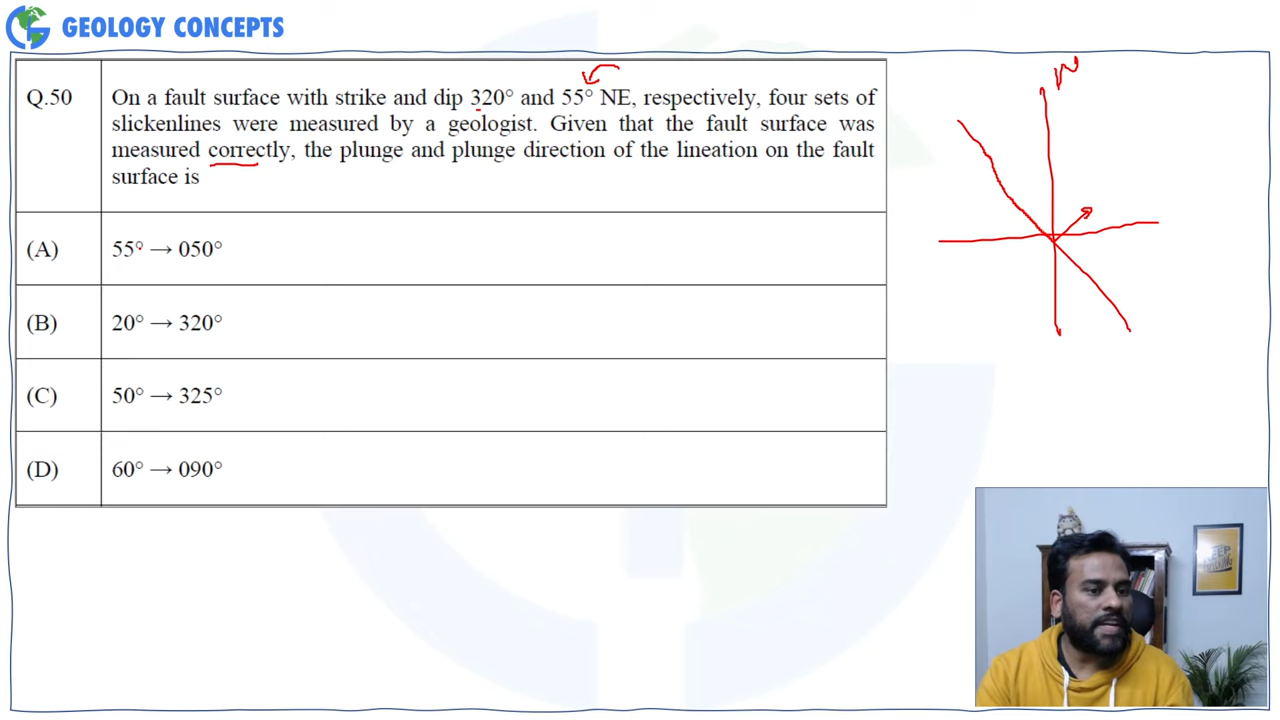 GEOLOGY CONCEPTS
Q.50
On a fault surface with strike and dip 320° and 55° NE, respectively, four sets of
slickenlines were measured by a geologist. Given that the fault surface was
measured correctly, the plunge and plunge direction of the lineation on the fault
surface is
(A) 55° → 050°
(B) 20° → 320°
(C) 50° → 325°
(D) 60° → 090°
N
KEEP